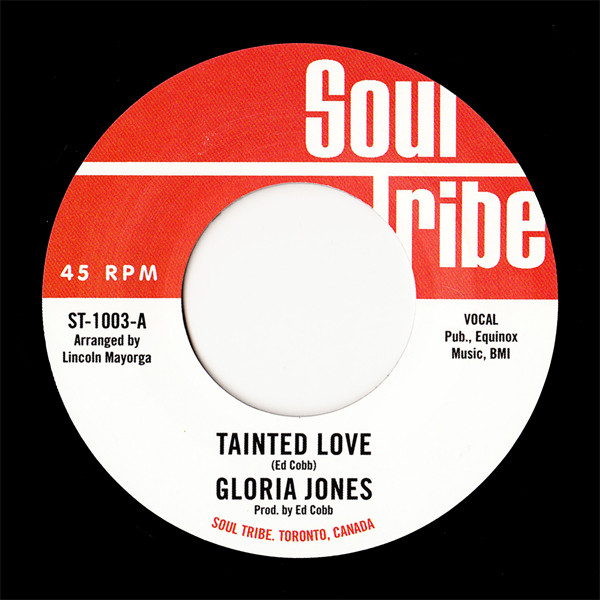 Soul
Tribe
45 RPM
ST-1003-A
Arranged by
Lincoln Mayorga
VOCAL
Pub., Equinox
Music, BMI
TAINTED LOVE
(Ed Cobb)
GLORIA JONES
Prod. by Ed Cobb
SOUL TRIBE. TORONTO, CANADA